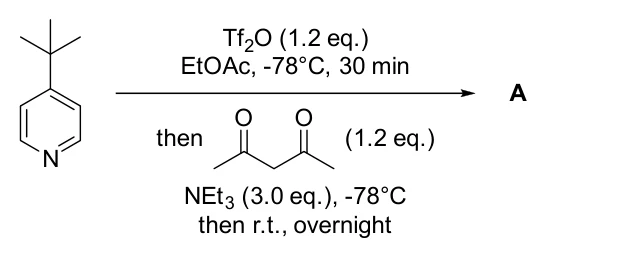 Tf₂O (1.2 eq.)
EtOAc, -78°C, 30 min
A
O O
then (1.2 eq.)
N
NEt₃ (3.0 eq.), -78°C
then r.t., overnight